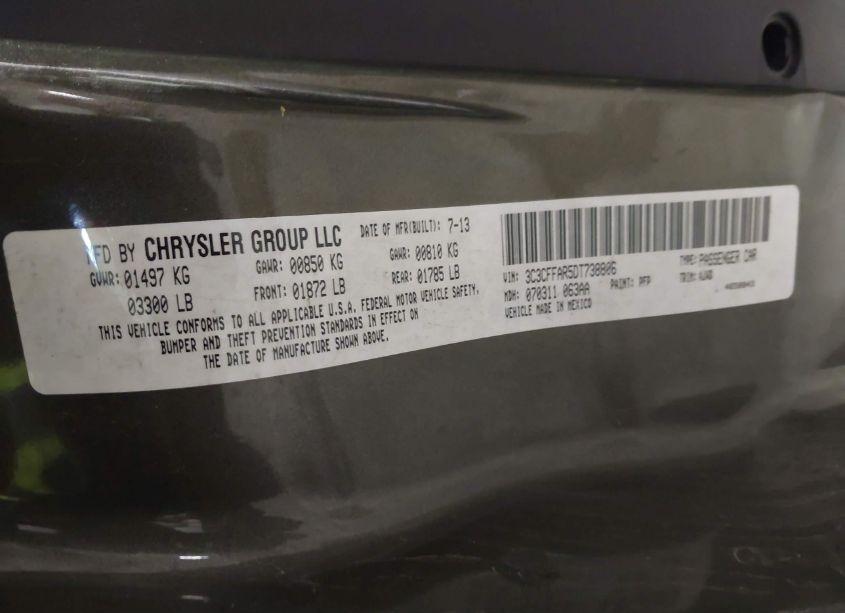 MFD BY CHRYSLER GROUP LLC DATE OF MFR(BUILT): 7-13
GVWR: 01497 KG GAWR: 00850 KG GAWR: 00810 KG
03300 LB FRONT: 01872 LB REAR: 01785 LB
THIS VEHICLE CONFORMS TO ALL APPLICABLE U.S.A. FEDERAL MOTOR VEHICLE SAFETY,
BUMPER AND THEFT PREVENTION STANDARDS IN EFFECT ON
THE DATE OF MANUFACTURE SHOWN ABOVE.
VIN: 3C3CFFAR5DT730806 TYPE: PASSENGER CAR
MDH: 070311 063AA PAINT: PFP TRIM:
VEHICLE MADE IN MEXICO